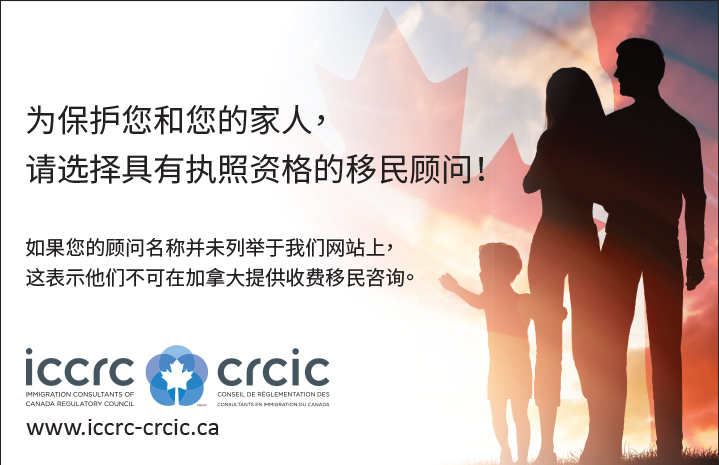 为保护您和您的家人，
请选择具有执照资格的移民顾问！
如果您的顾问名称并未列举于我们网站上，
这表示他们不可在加拿大提供收费移民咨询。
iccrc crcic
IMMIGRATION CONSULTANTS OF
CANADA REGULATORY COUNCIL
CONSEIL DE RÉGLEMENTATION DES
CONSULTANTS EN IMMIGRATION DU CANADA
www.iccrc-crcic.ca